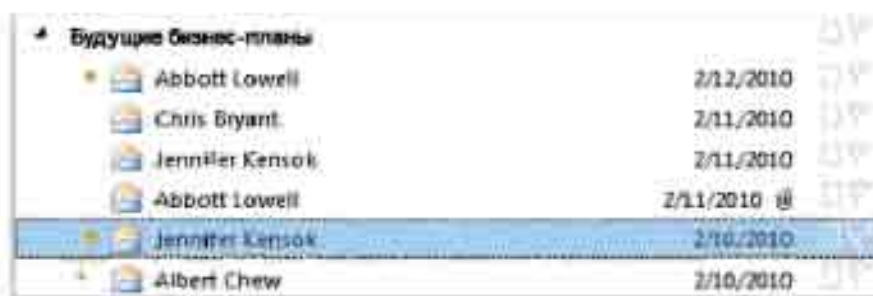 Будущие бизнес-планы
Abbott Lowell 2/12/2010
Chris Bryant 2/11/2010
Jennifer Kensok 2/11/2010
Abbott Lowell 2/11/2010
Jennifer Kensok 2/10/2010
Albert Chew 2/10/2010